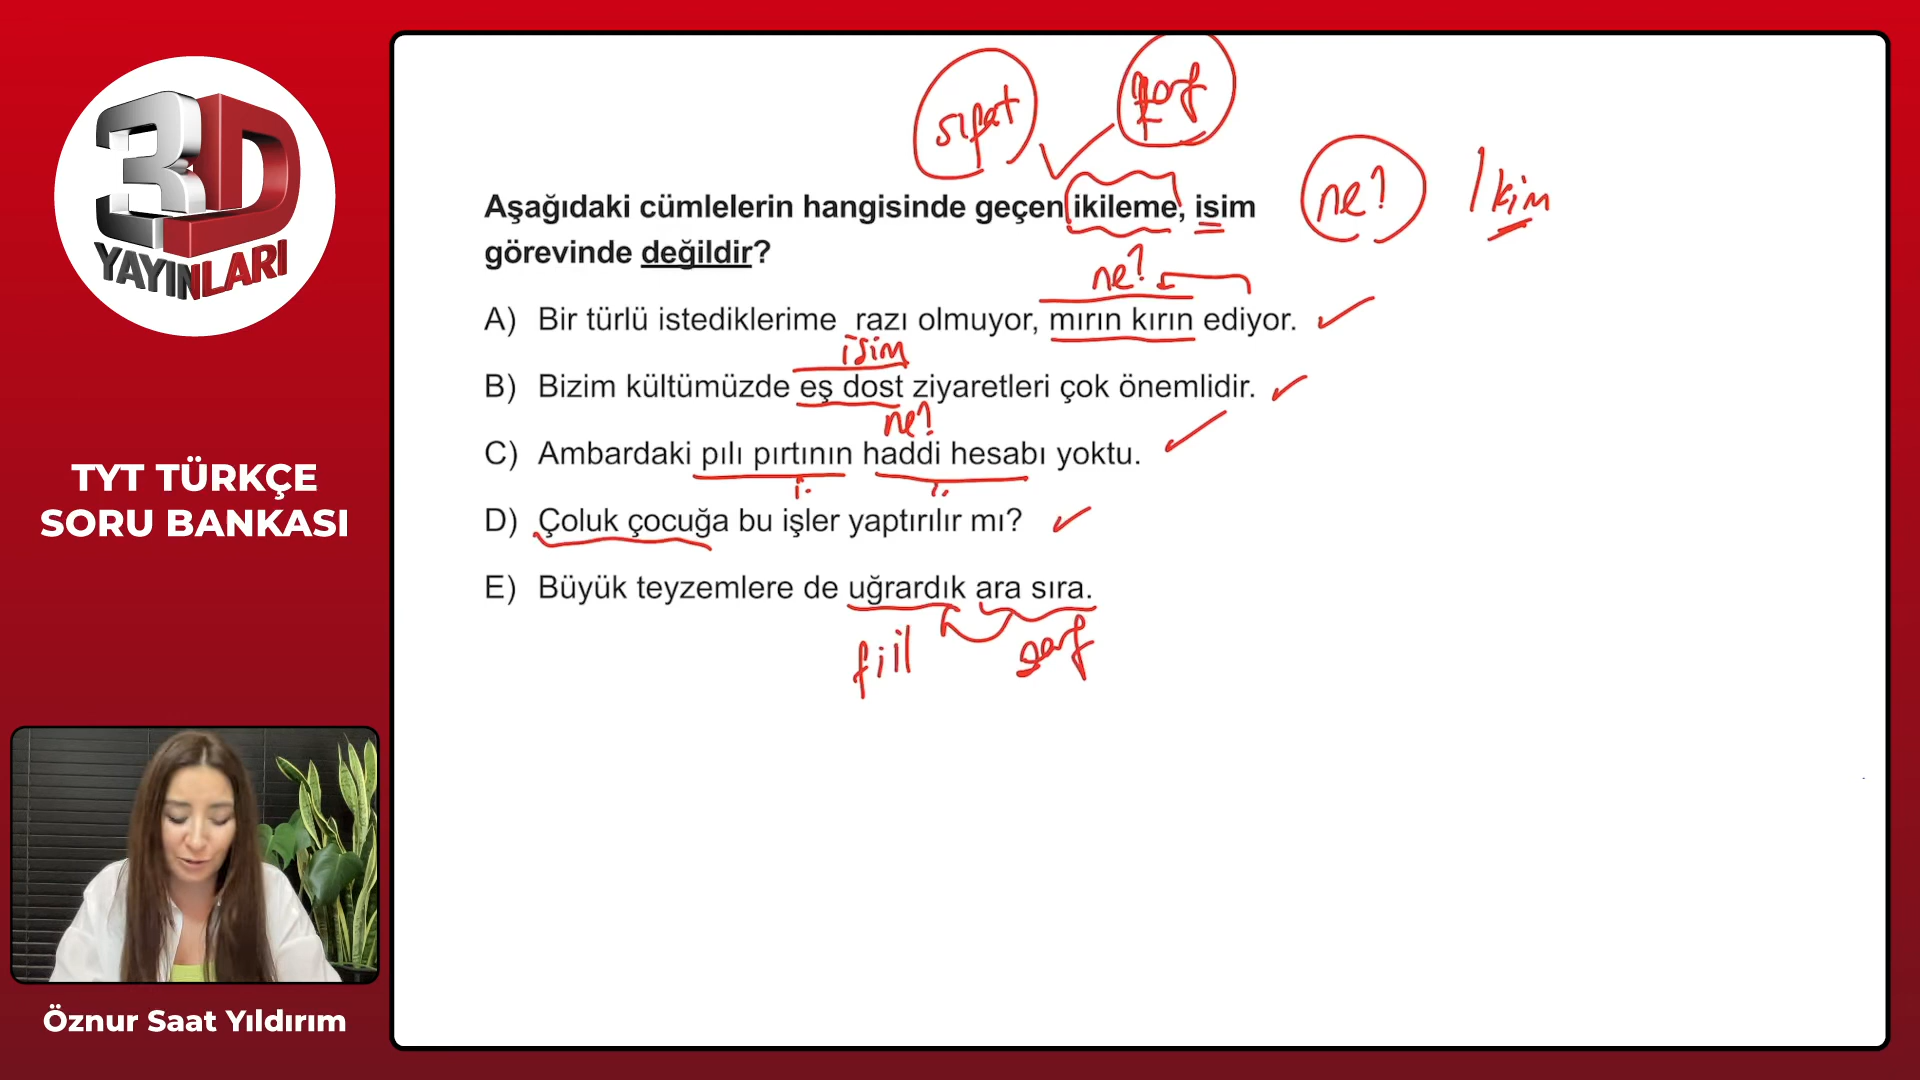 3D
YAYINLARI
TYT TÜRKÇE
SORU BANKASI
Öznur Saat Yıldırım
sıfat
zarf
Aşağıdaki cümlelerin hangisinde geçen ikileme, isim
görevinde değildir?
ne? / kim
ne?
A) Bir türlü istediklerime razı olmuyor, mırın kırın ediyor.
isim
B) Bizim kültümüzde eş dost ziyaretleri çok önemlidir.
ne?
C) Ambardaki pılı pırtının haddi hesabı yoktu.
i. i.
D) Çoluk çocuğa bu işler yaptırılır mı?
E) Büyük teyzemlere de uğrardık ara sıra.
fiil zarf